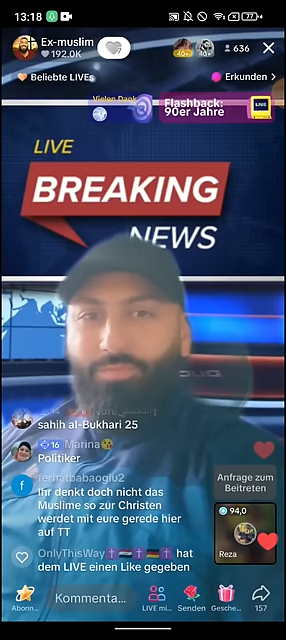 13:18
77
Ex-muslim
192.0K
40+
40+
636
Beliebte LIVEs
Erkunden
Vielen Dank
Flashback:
90er Jahre
LIVE
LIVE
BREAKING
NEWS
sahih al-Bukhari 25
16 Marina
Politiker
ferhatbabaoglu2
Ihr denkt doch nicht das
Muslime so zur Christen
werdet mit eure gerede hier
auf TT
Anfrage zum
Beitreten
94,0
Reza
OnlyThisWay hat
dem LIVE einen Like gegeben
Kommenta...
Abonn...
LIVE mi...
Senden
Gesche...
157